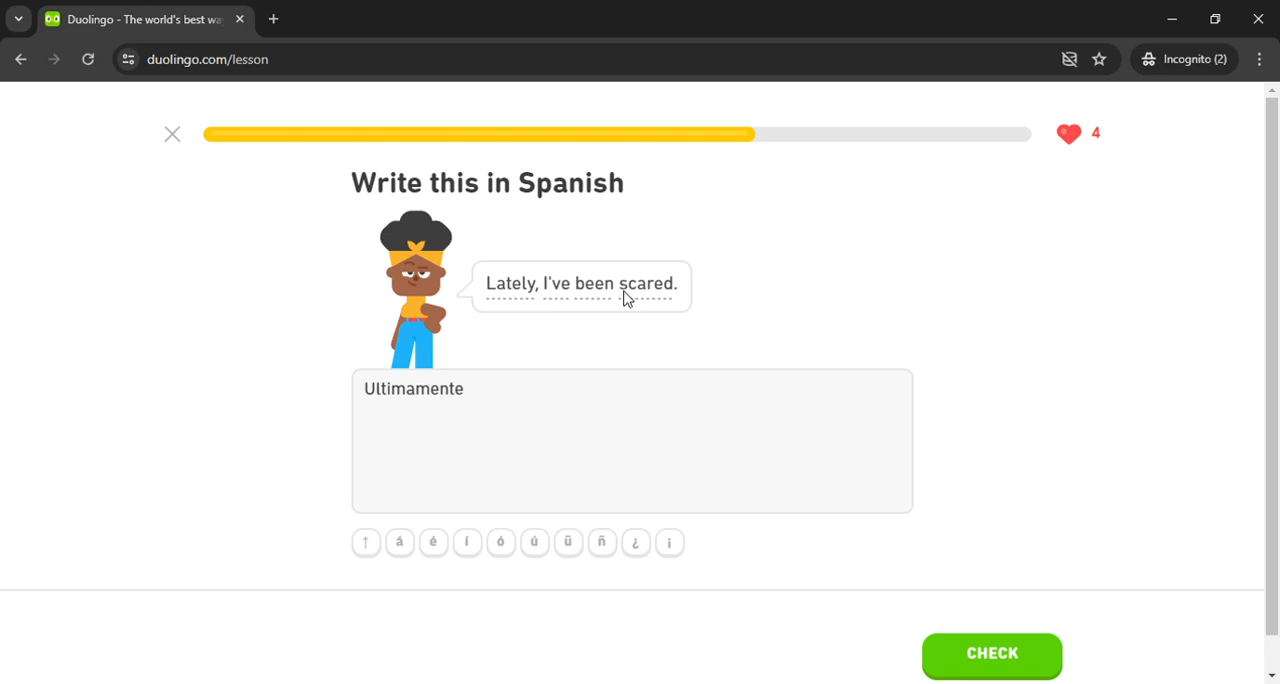 Duolingo - The world's best wa
duolingo.com/lesson
Incognito (2)
4
Write this in Spanish
Lately, I've been scared.
Ultimamente
↑ á é í ó ú ü ñ ¿ ¡
CHECK